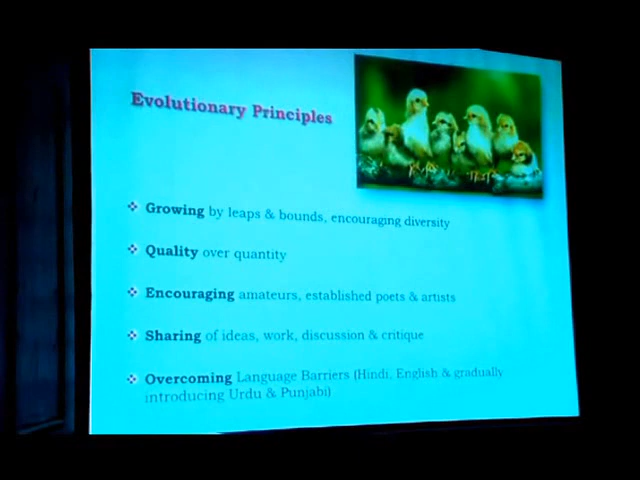 Evolutionary Principles
Growing by leaps & bounds, encouraging diversity
Quality over quantity
Encouraging amateurs, established poets & artists
Sharing of ideas, work, discussion & critique
Overcoming Language Barriers (Hindi, English & gradually
introducing Urdu & Punjabi)